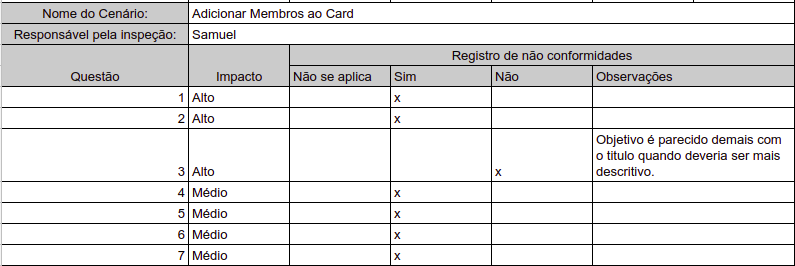 Nome do Cenário: Adicionar Membros ao Card
Responsável pela inspeção: Samuel
Registro de não conformidades
Questão Impacto Não se aplica Sim Não Observações
1 Alto x
2 Alto x
3 Alto x Objetivo é parecido demais com
o titulo quando deveria ser mais
descritivo.
4 Médio x
5 Médio x
6 Médio x
7 Médio x